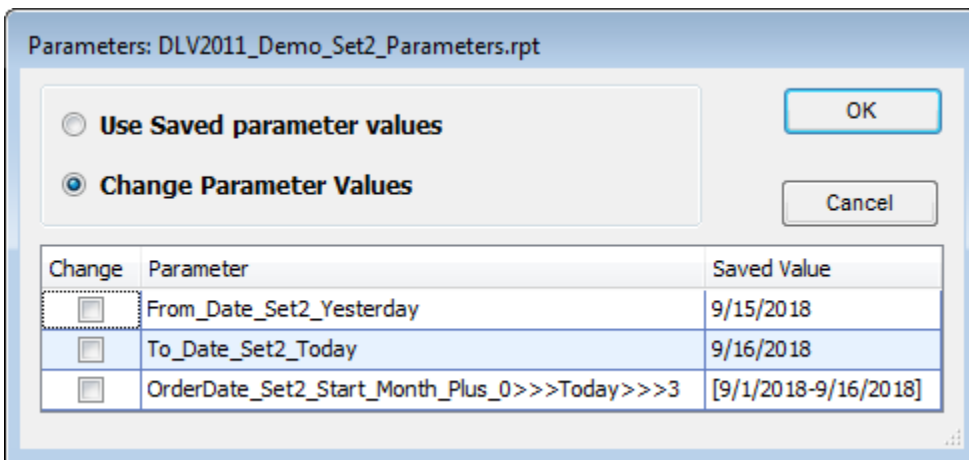 Parameters: DLV2011_Demo_Set2_Parameters.rpt
Use Saved parameter values
OK
Change Parameter Values
Cancel
Change Parameter Saved Value
From_Date_Set2_Yesterday 9/15/2018
To_Date_Set2_Today 9/16/2018
OrderDate_Set2_Start_Month_Plus_0>>>Today>>>3 [9/1/2018-9/16/2018]